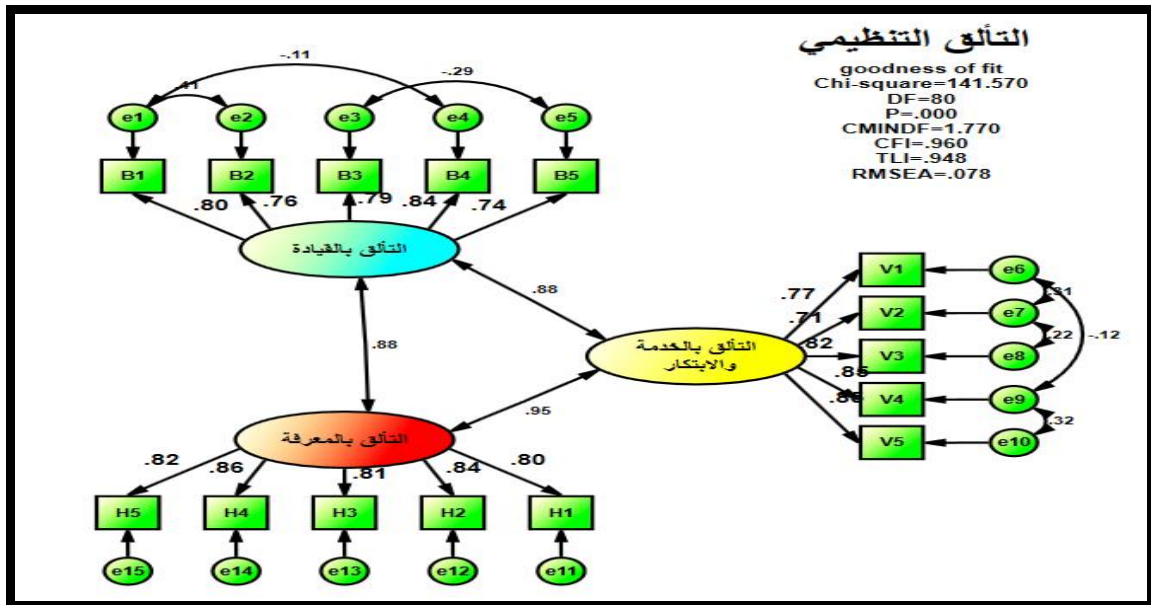 التألق التنظيمي
goodness of fit
Chi-square=141.570
DF=80
P=.000
CMINDF=1.770
CFI=.960
TLI=.948
RMSEA=.078
-.11
.41
-.29
e1 e2 e3 e4 e5
B1 B2 B3 B4 B5
.80 .76 .79 .84 .74
التألق بالقيادة
.88
.88
.95
التألق بالخدمة
والابتكار
.77
.71
.82
.85
V1 e6
V2 e7
V3 e8
V4 e9
V5 e10
.22
-.12
.32
التألق بالمعرفة
.82 .86 .81 .84 .80
H5 H4 H3 H2 H1
e15 e14 e13 e12 e11